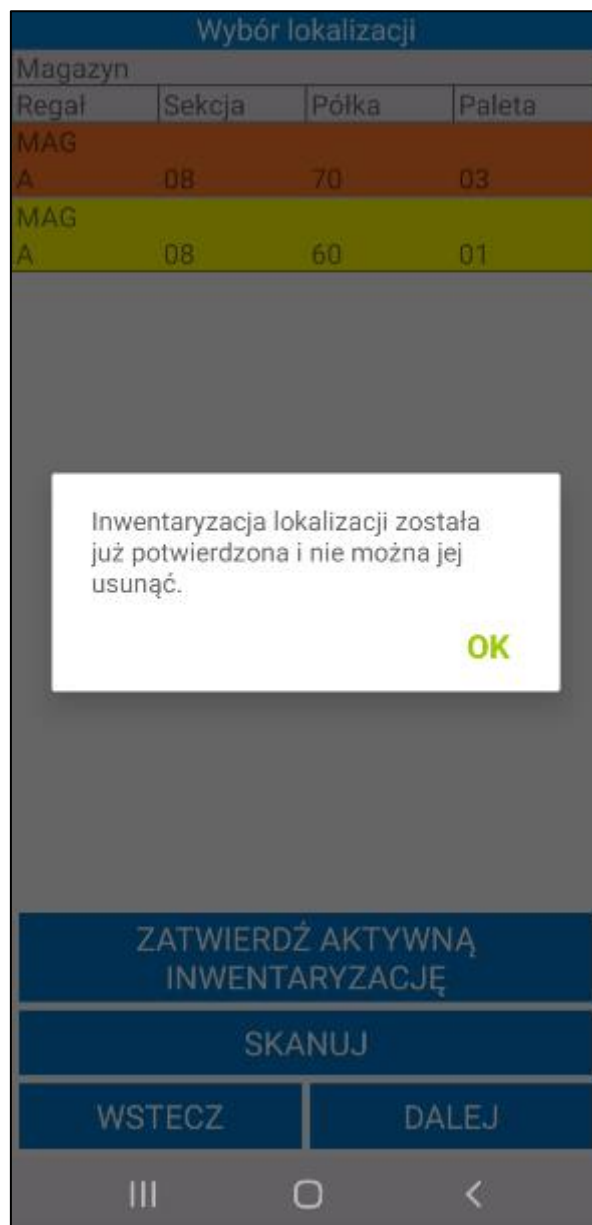 Wybór lokalizacji
Magazyn
Regał Sekcja Półka Paleta
MAG
A 08 70 03
MAG
A 08 60 01
Inwentaryzacja lokalizacji została
już potwierdzona i nie można jej
usunąć.
OK
ZATWIERDŹ AKTYWNĄ
INWENTARYZACJĘ
SKANUJ
WSTECZ DALEJ